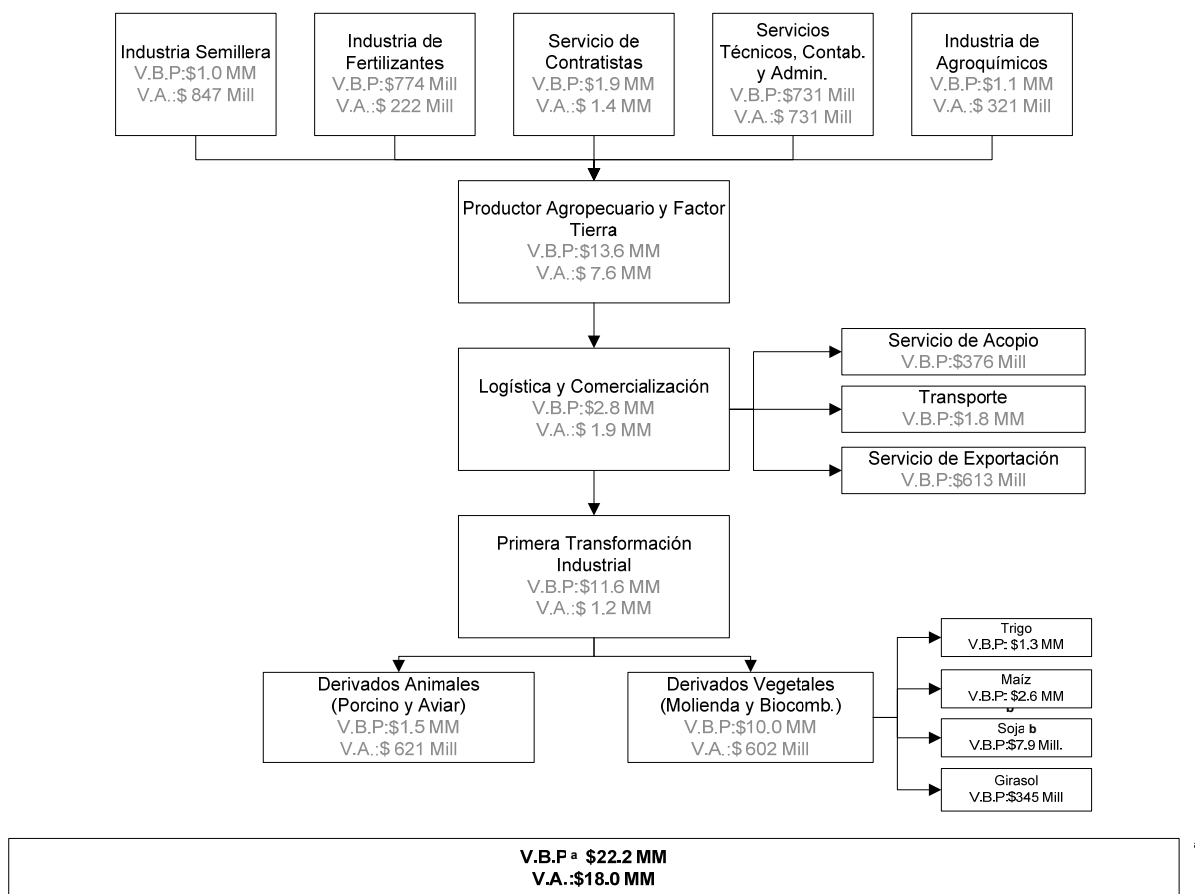 Industria Semillera
V.B.P:$1.0 MM
V.A.:$ 847 Mill
Industria de
Fertilizantes
V.B.P:$774 Mill
V.A.:$ 222 Mill
Servicio de
Contratistas
V.B.P:$1.9 MM
V.A.:$ 1.4 MM
Servicios
Técnicos, Contab.
y Admin.
V.B.P:$731 Mill
V.A.:$ 731 Mill
Industria de
Agroquímicos
V.B.P:$1.1 MM
V.A.:$ 321 Mill
Productor Agropecuario y Factor
Tierra
V.B.P:$13.6 MM
V.A.:$ 7.6 MM
Logística y Comercialización
V.B.P:$2.8 MM
V.A.:$ 1.9 MM
Servicio de Acopio
V.B.P:$376 Mill
Transporte
V.B.P:$1.8 MM
Servicio de Exportación
V.B.P:$613 Mill
Primera Transformación
Industrial
V.B.P:$11.6 MM
V.A.:$ 1.2 MM
Derivados Animales
(Porcino y Aviar)
V.B.P:$1.5 MM
V.A.:$ 621 Mill
Derivados Vegetales
(Molienda y Biocomb.)
V.B.P:$10.0 MM
V.A.:$ 602 Mill
Trigo
V.B.P: $1.3 MM
Maíz
V.B.P: $2.6 MM
b
Soja b
V.B.P:$7.9 Mill.
Girasol
V.B.P:$345 Mill
V.B.P a $22.2 MM
V.A.:$18.0 MM
a